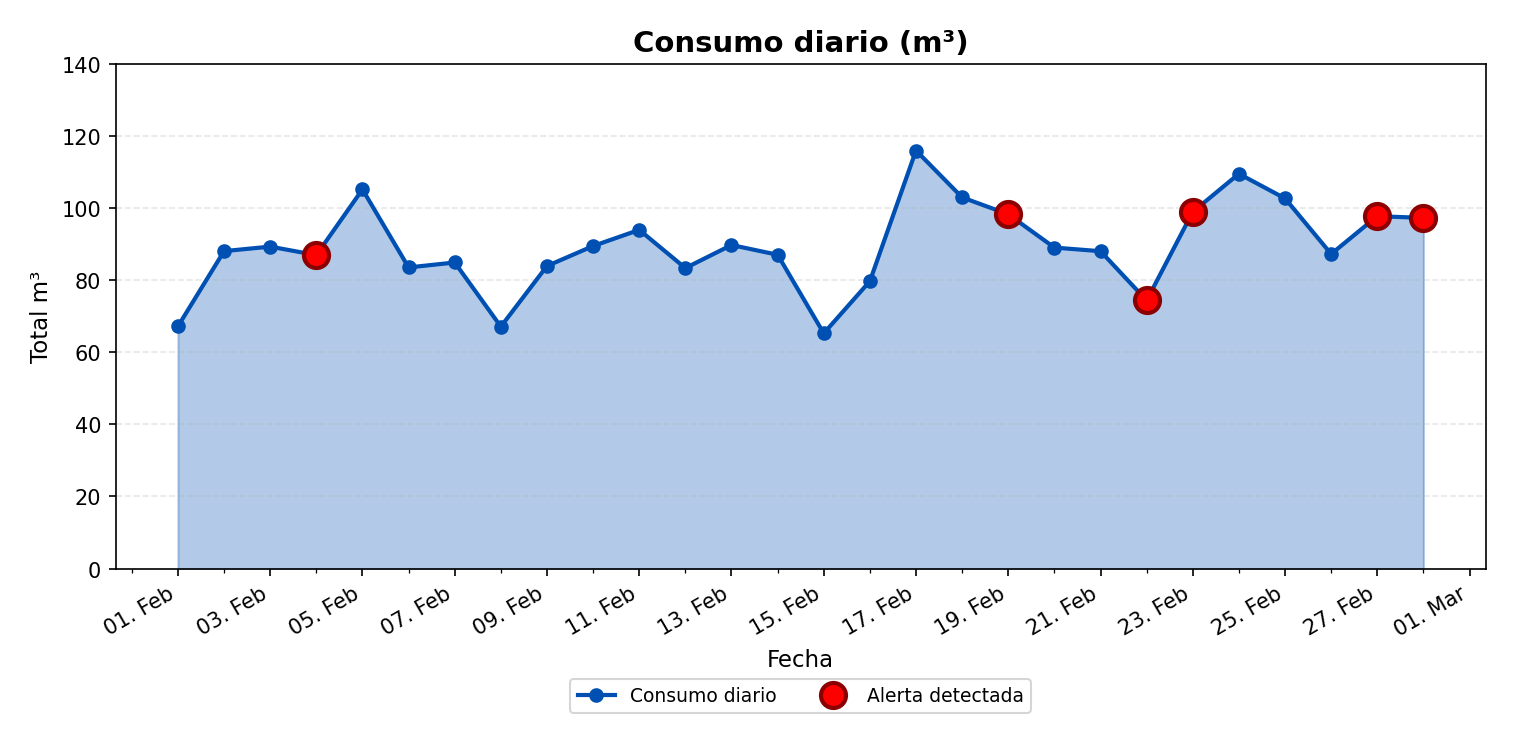 Consumo diario (m³)
Total m³
140
120
100
80
60
40
20
0
01. Feb
03. Feb
05. Feb
07. Feb
09. Feb
11. Feb
13. Feb
15. Feb
17. Feb
19. Feb
21. Feb
23. Feb
25. Feb
27. Feb
01. Mar
Fecha
Consumo diario
Alerta detectada